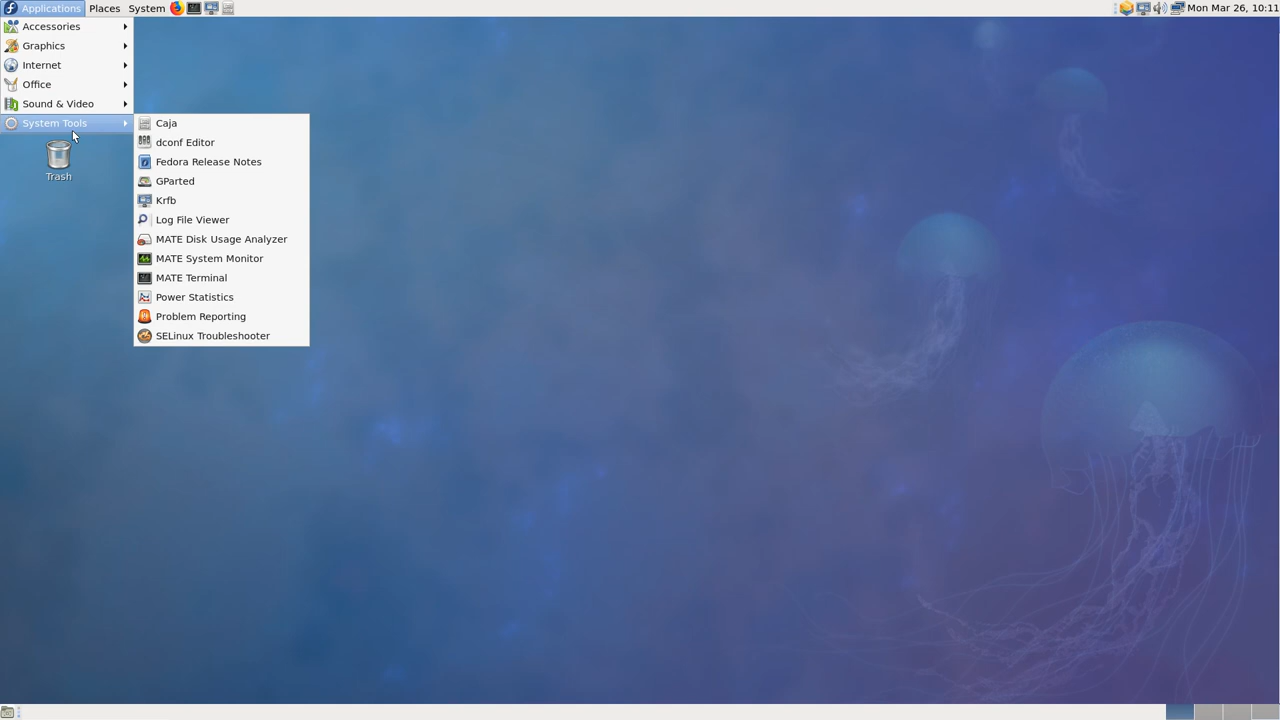 Applications Places System Mon Mar 26, 10:11
Accessories
Graphics
Internet
Office
Sound & Video
System Tools
Trash
Caja
dconf Editor
Fedora Release Notes
GParted
Krfb
Log File Viewer
MATE Disk Usage Analyzer
MATE System Monitor
MATE Terminal
Power Statistics
Problem Reporting
SELinux Troubleshooter